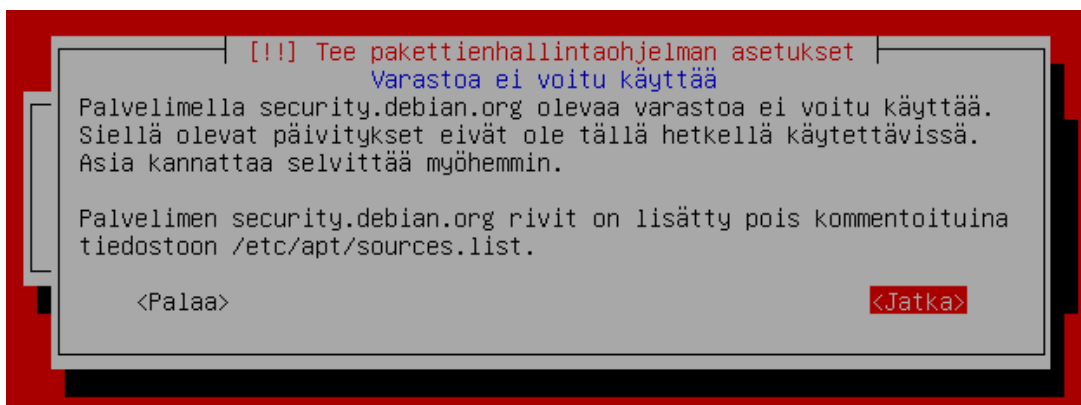 [!!] Tee pakettienhallintaohjelman asetukset
Varastoa ei voitu käyttää
Palvelimella security.debian.org olevaa varastoa ei voitu käyttää.
Siellä olevat päivitykset eivät ole tällä hetkellä käytettävissä.
Asia kannattaa selvittää myöhemmin.
Palvelimen security.debian.org rivit on lisätty pois kommentoituina
tiedostoon /etc/apt/sources.list.
<Palaa> <Jatka>